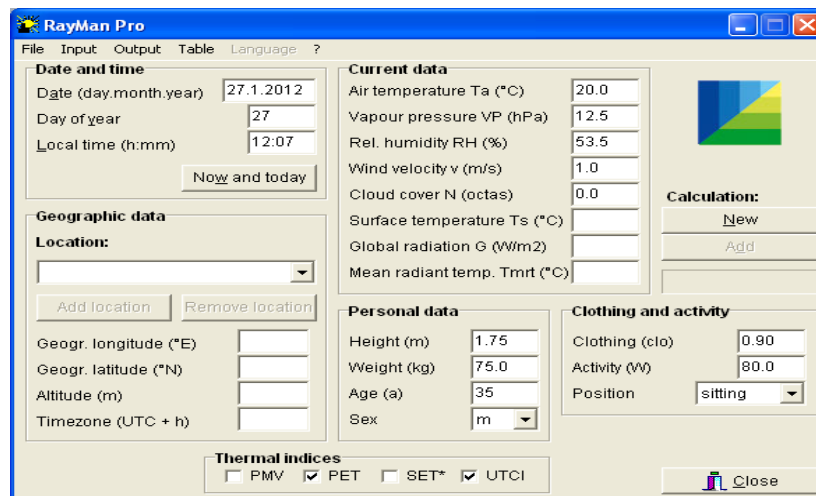 RayMan Pro
File Input Output Table Language ?
Date and time
Date (day.month.year) 27.1.2012
Day of year 27
Local time (h:mm) 12:07
Now and today
Geographic data
Location:
Add location Remove location
Geogr. longitude (°E)
Geogr. latitude (°N)
Altitude (m)
Timezone (UTC + h)
Current data
Air temperature Ta (°C) 20.0
Vapour pressure VP (hPa) 12.5
Rel. humidity RH (%) 53.5
Wind velocity v (m/s) 1.0
Cloud cover N (octas) 0.0
Surface temperature Ts (°C)
Global radiation G (W/m2)
Mean radiant temp. Tmrt (°C)
Calculation:
New
Add
Personal data
Height (m) 1.75
Weight (kg) 75.0
Age (a) 35
Sex m
Clothing and activity
Clothing (clo) 0.90
Activity (W) 80.0
Position sitting
Thermal indices
PMV PET SET* UTCI
Close